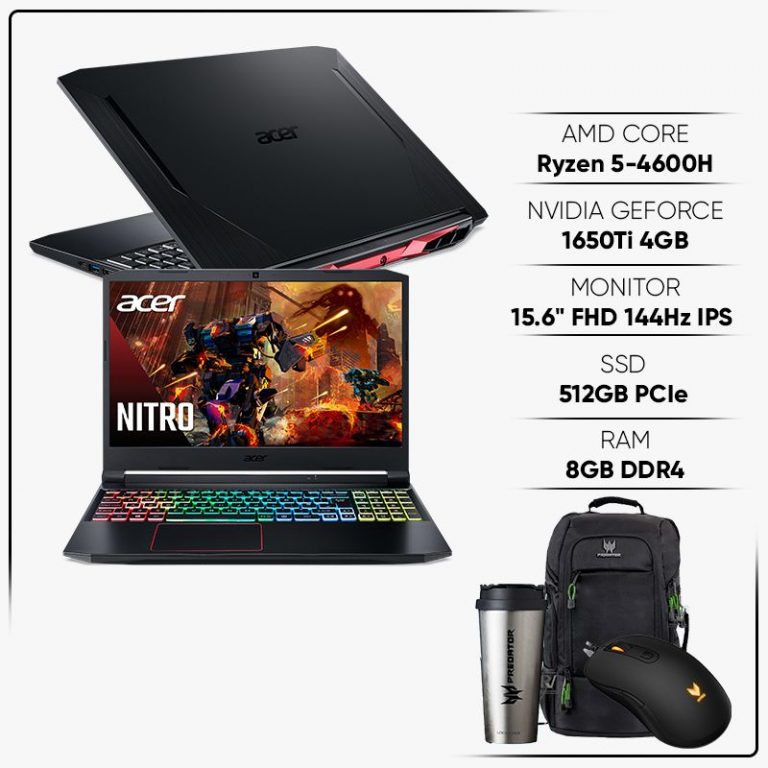 acer
acer
NITRO
acer
AMD CORE
Ryzen 5-4600H
NVIDIA GEFORCE
1650Ti 4GB
MONITOR
15.6" FHD 144Hz IPS
SSD
512GB PCIe
RAM
8GB DDR4
PREDATOR
PREDATOR